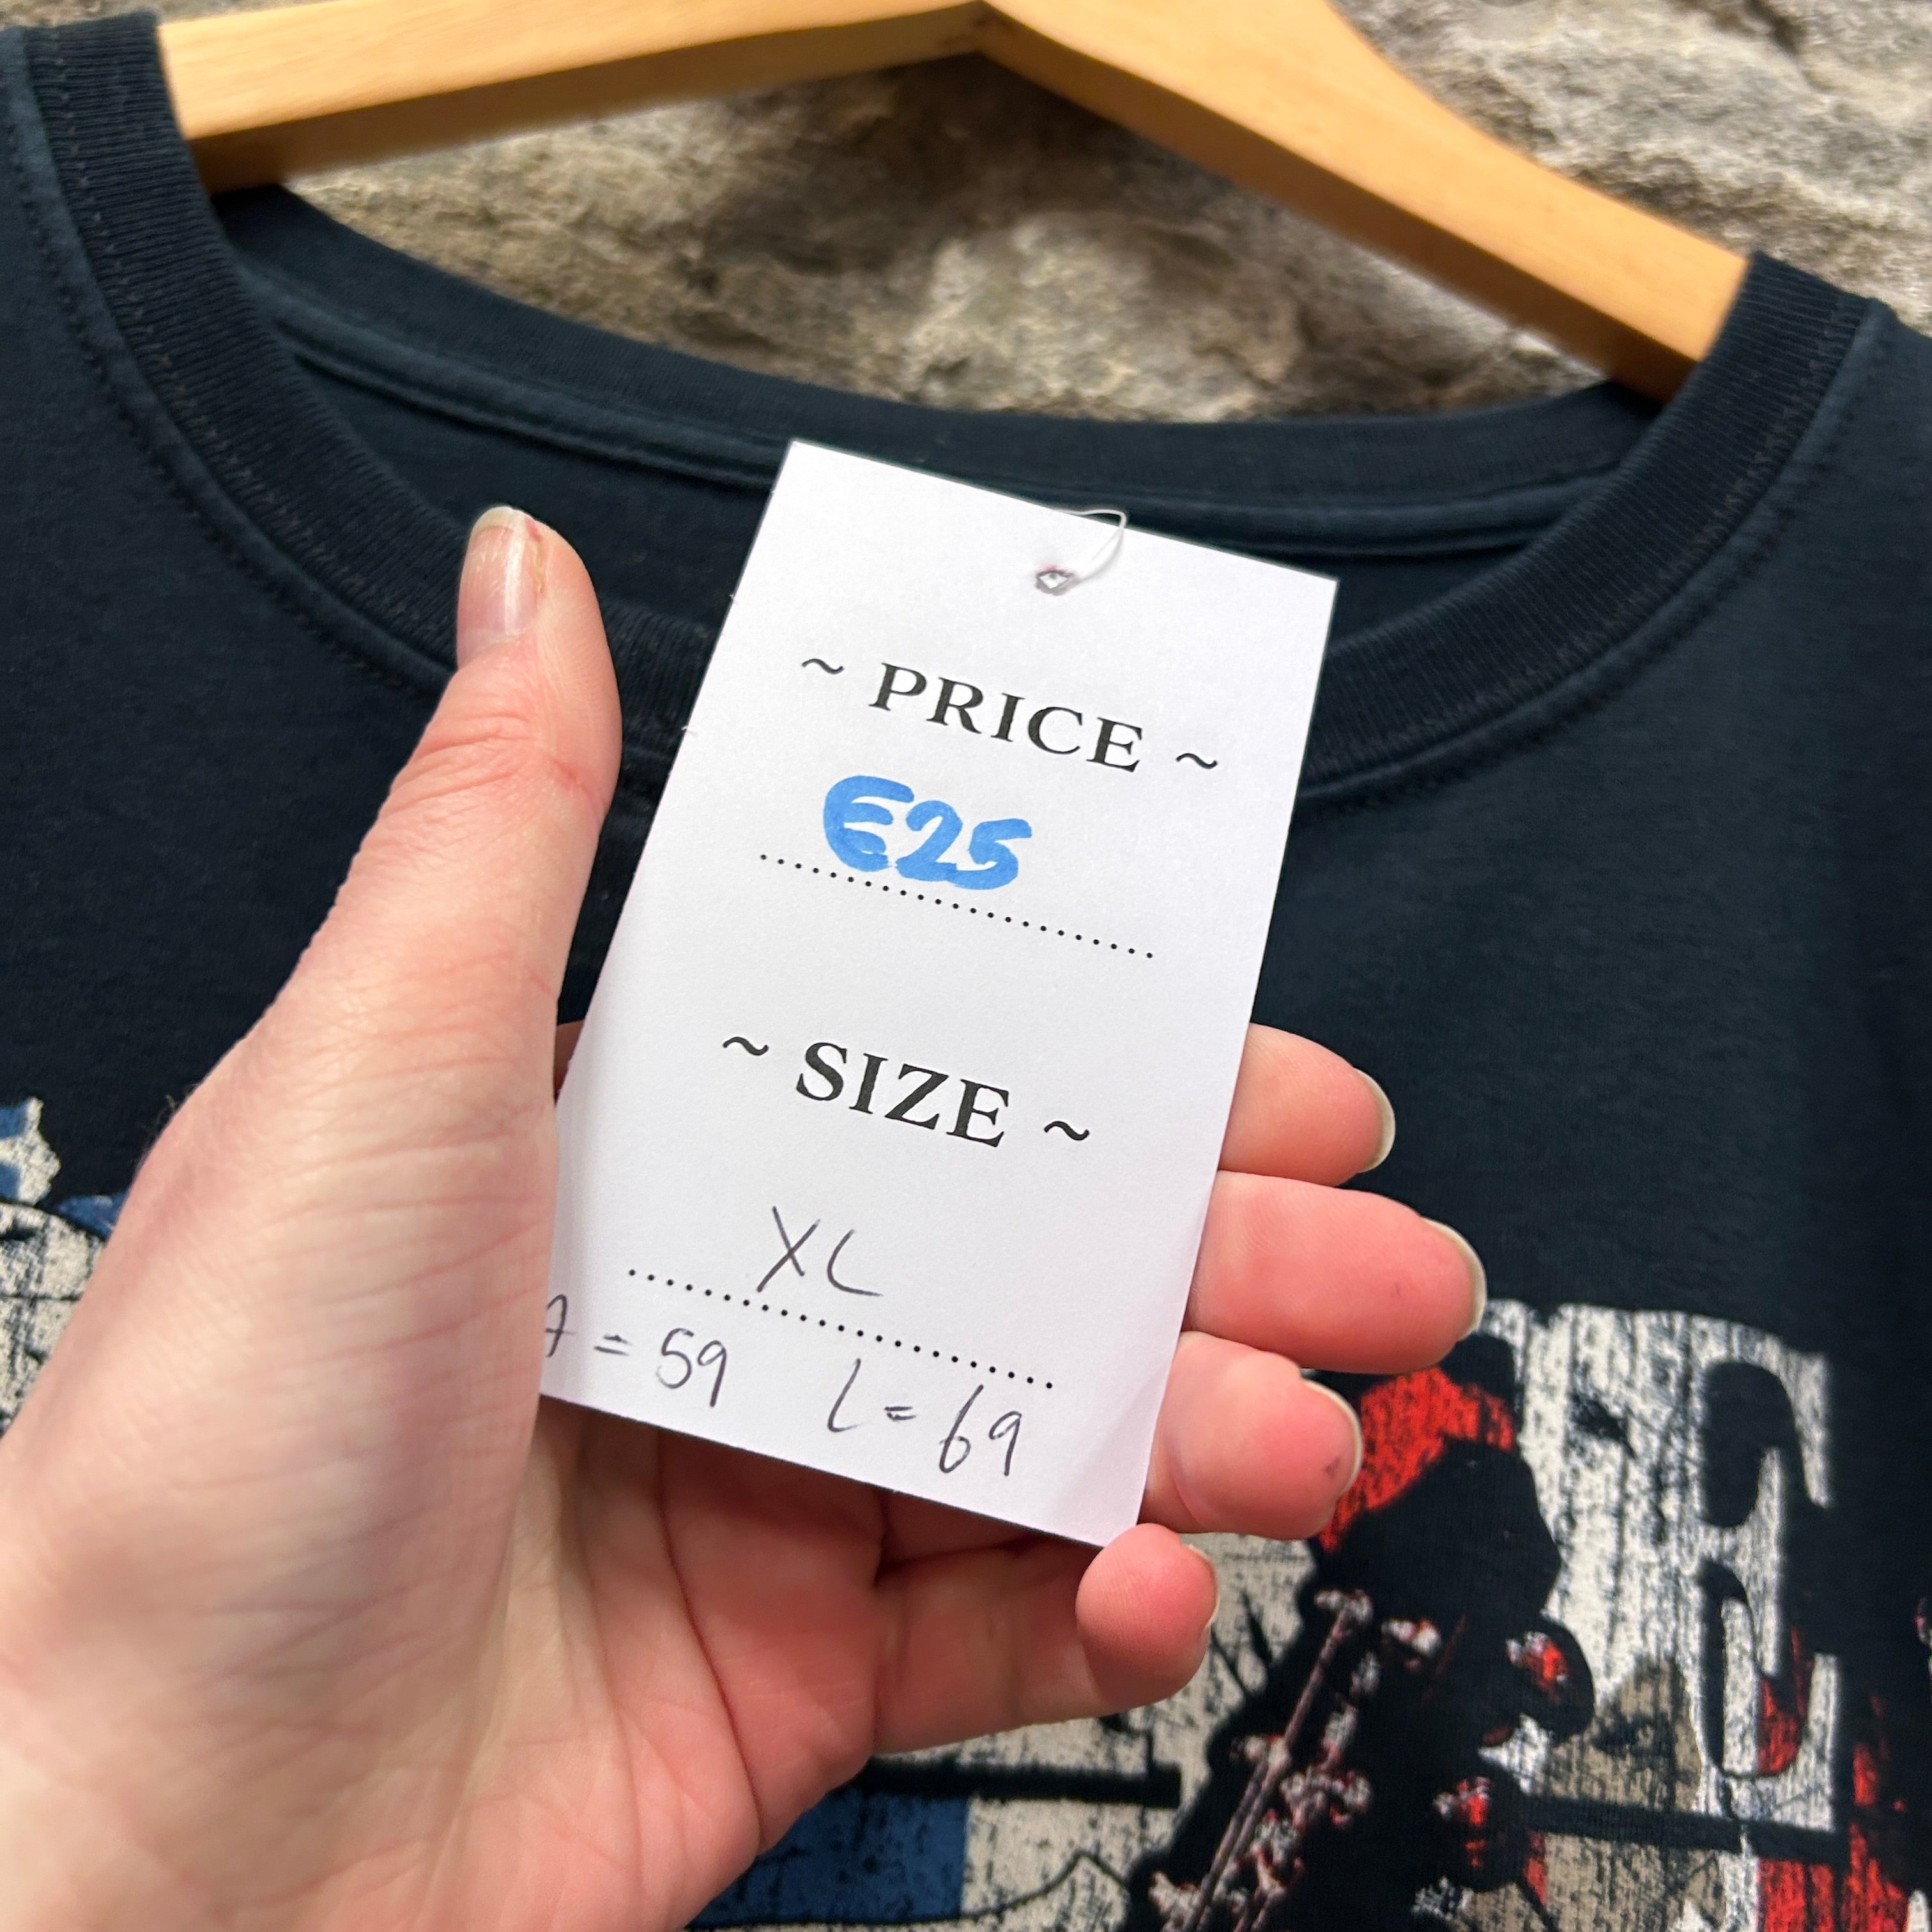 ~ PRICE ~
€25
~ SIZE ~
XL
= 59 L = 69